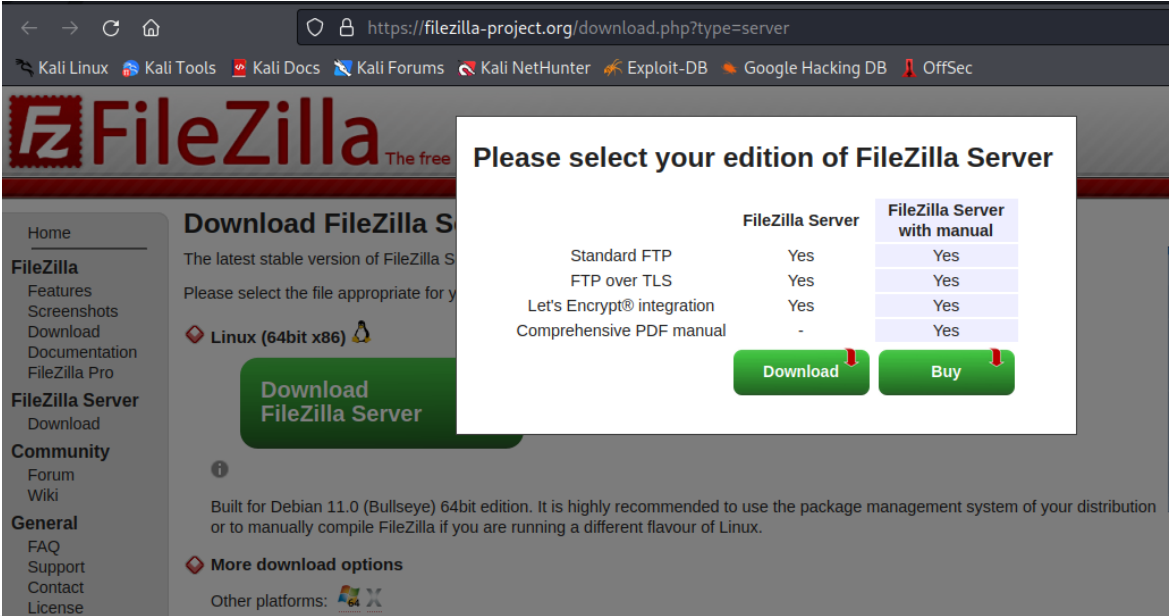 https://filezilla-project.org/download.php?type=server
Kali Linux Kali Tools Kali Docs Kali Forums Kali NetHunter Exploit-DB Google Hacking DB OffSec
FileZilla The free
Please select your edition of FileZilla Server
FileZilla Server FileZilla Server with manual
Standard FTP Yes Yes
FTP over TLS Yes Yes
Let's Encrypt® integration Yes Yes
Comprehensive PDF manual - Yes
Download Buy
Home
FileZilla
Features
Screenshots
Download
Documentation
FileZilla Pro
FileZilla Server
Download
Community
Forum
Wiki
General
FAQ
Support
Contact
License
Download FileZilla S
The latest stable version of FileZilla S
Please select the file appropriate for y
Linux (64bit x86)
Download
FileZilla Server
Built for Debian 11.0 (Bullseye) 64bit edition. It is highly recommended to use the package management system of your distribution
or to manually compile FileZilla if you are running a different flavour of Linux.
More download options
Other platforms: 64